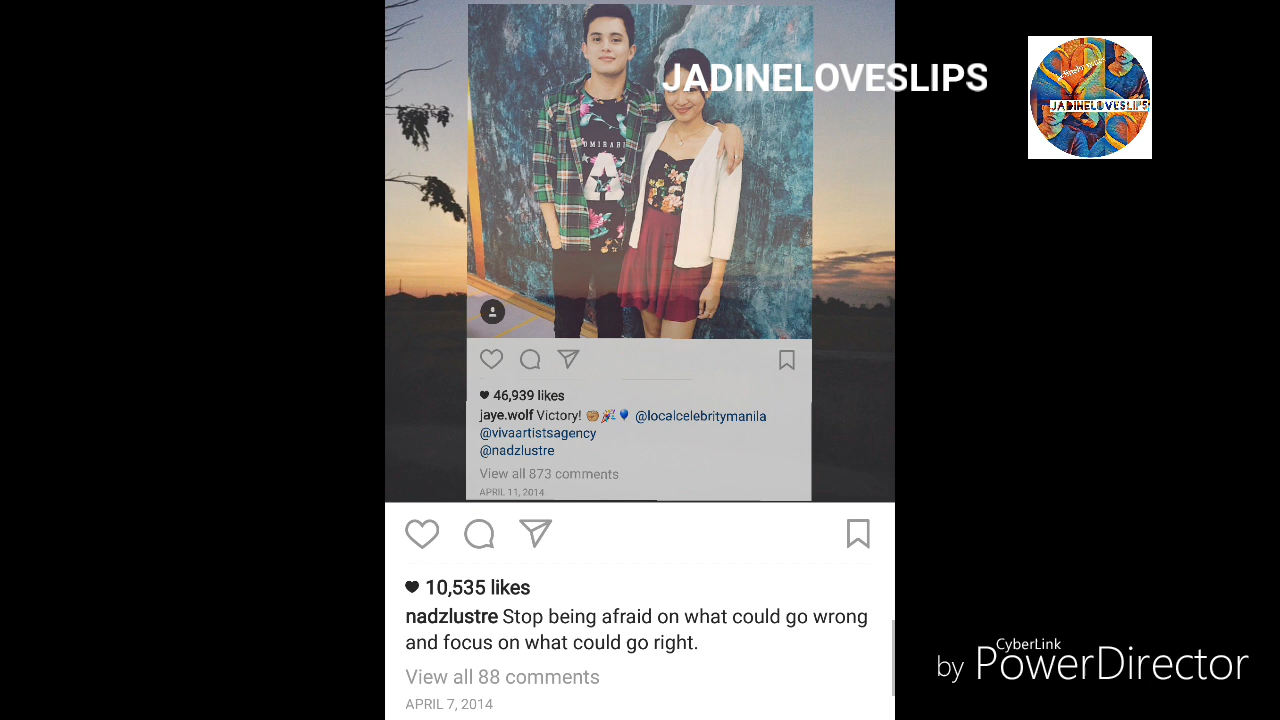 JADINELOVESLIPS
JADINELOVESLIPS
46,939 likes
jaye.wolf Victory! ✊🎉🎈 @localcelebritymanila
@vivaartistsagency
@nadzlustre
View all 873 comments
APRIL 11, 2014
10,535 likes
nadzlustre Stop being afraid on what could go wrong
and focus on what could go right.
View all 88 comments
APRIL 7, 2014
CyberLink
by PowerDirector